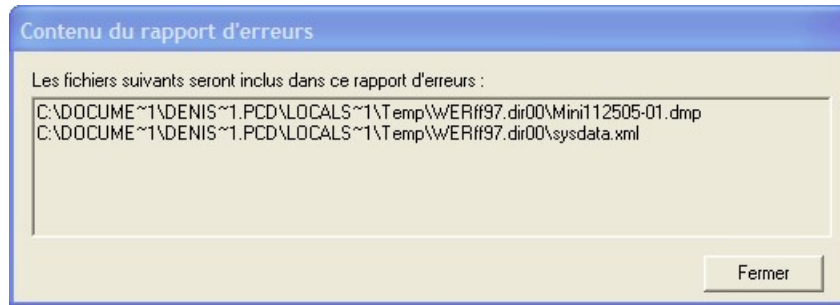 Contenu du rapport d'erreurs
Les fichiers suivants seront inclus dans ce rapport d'erreurs :
C:\DOCUME~1\DENIS~1.PCD\LOCALS~1\Temp\WERff97.dir00\Mini112505-01.dmp
C:\DOCUME~1\DENIS~1.PCD\LOCALS~1\Temp\WERff97.dir00\sysdata.xml
Fermer